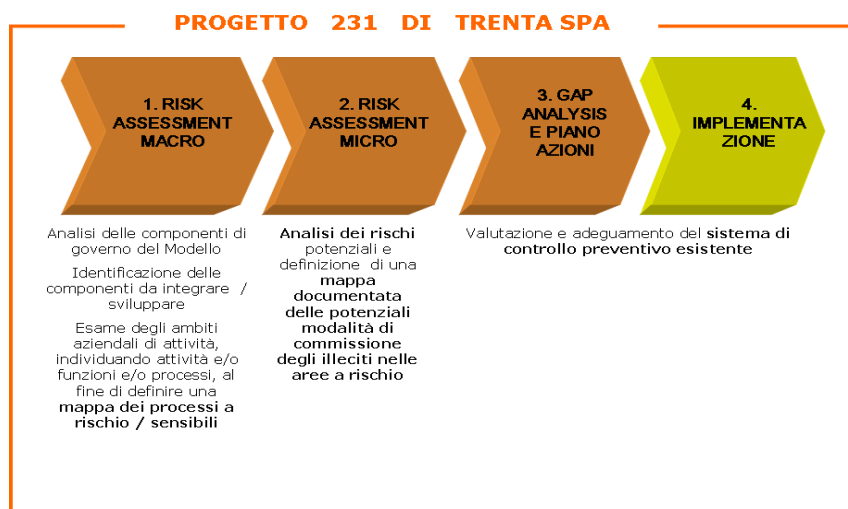 PROGETTO 231 DI TRENTA SPA
1. RISK
ASSESSMENT
MACRO
2. RISK
ASSESSMENT
MICRO
3. GAP
ANALYSIS
E PIANO
AZIONI
4.
IMPLEMENTA
ZIONE
Analisi delle componenti di
governo del Modello
Identificazione delle
componenti da integrare /
sviluppare
Esame degli ambiti
aziendali di attività,
individuando attività e/o
funzioni e/o processi, al
fine di definire una
mappa dei processi a
rischio / sensibili
Analisi dei rischi
potenziali e
definizione di una
mappa
documentata
delle potenziali
modalità di
commissione
degli illeciti nelle
aree a rischio
Valutazione e adeguamento del sistema di
controllo preventivo esistente